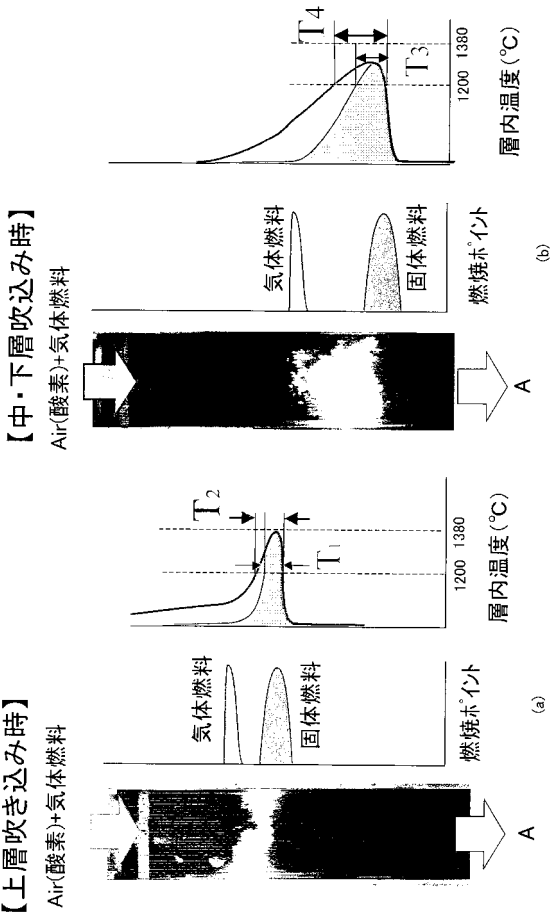 【上層吹き込み時】
Air(酸素)+気体燃料
A
気体燃料
固体燃料
燃焼ポイント
T2
T1
1200 1380
層内温度(℃)
(a)
【中・下層吹込み時】
Air(酸素)+気体燃料
A
気体燃料
固体燃料
燃焼ポイント
T4
T3
1200 1380
層内温度(℃)
(b)